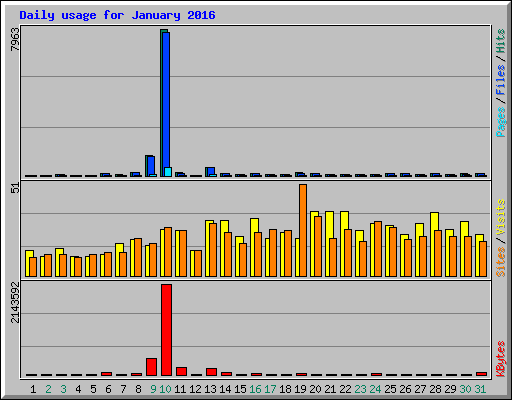 Daily usage for January 2016
7963
Pages / Files / Hits
51
Sites / Visits
2143592
KBytes
1 2 3 4 5 6 7 8 9 10 11 12 13 14 15 16 17 18 19 20 21 22 23 24 25 26 27 28 29 30 31